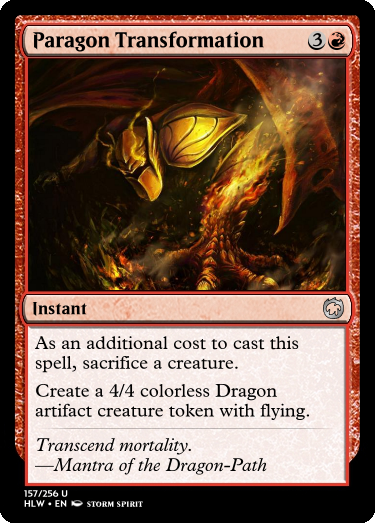 Paragon Transformation 3
Instant
As an additional cost to cast this
spell, sacrifice a creature.
Create a 4/4 colorless Dragon
artifact creature token with flying.
Transcend mortality.
—Mantra of the Dragon-Path
157/256 U
HLW • EN STORM SPIRIT